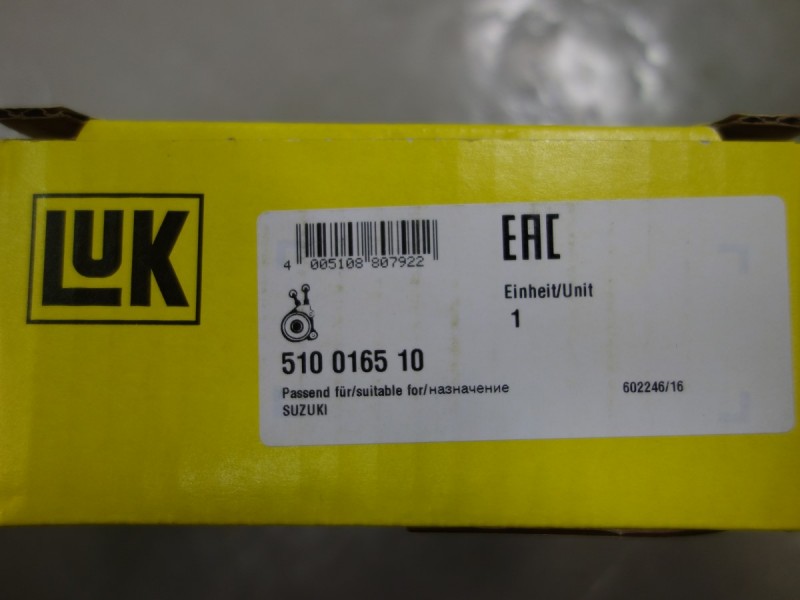 LUK
4 005108 807922
EAC
Einheit/Unit
1
510 0165 10
Passend für/suitable for/назначение
SUZUKI
602246/16